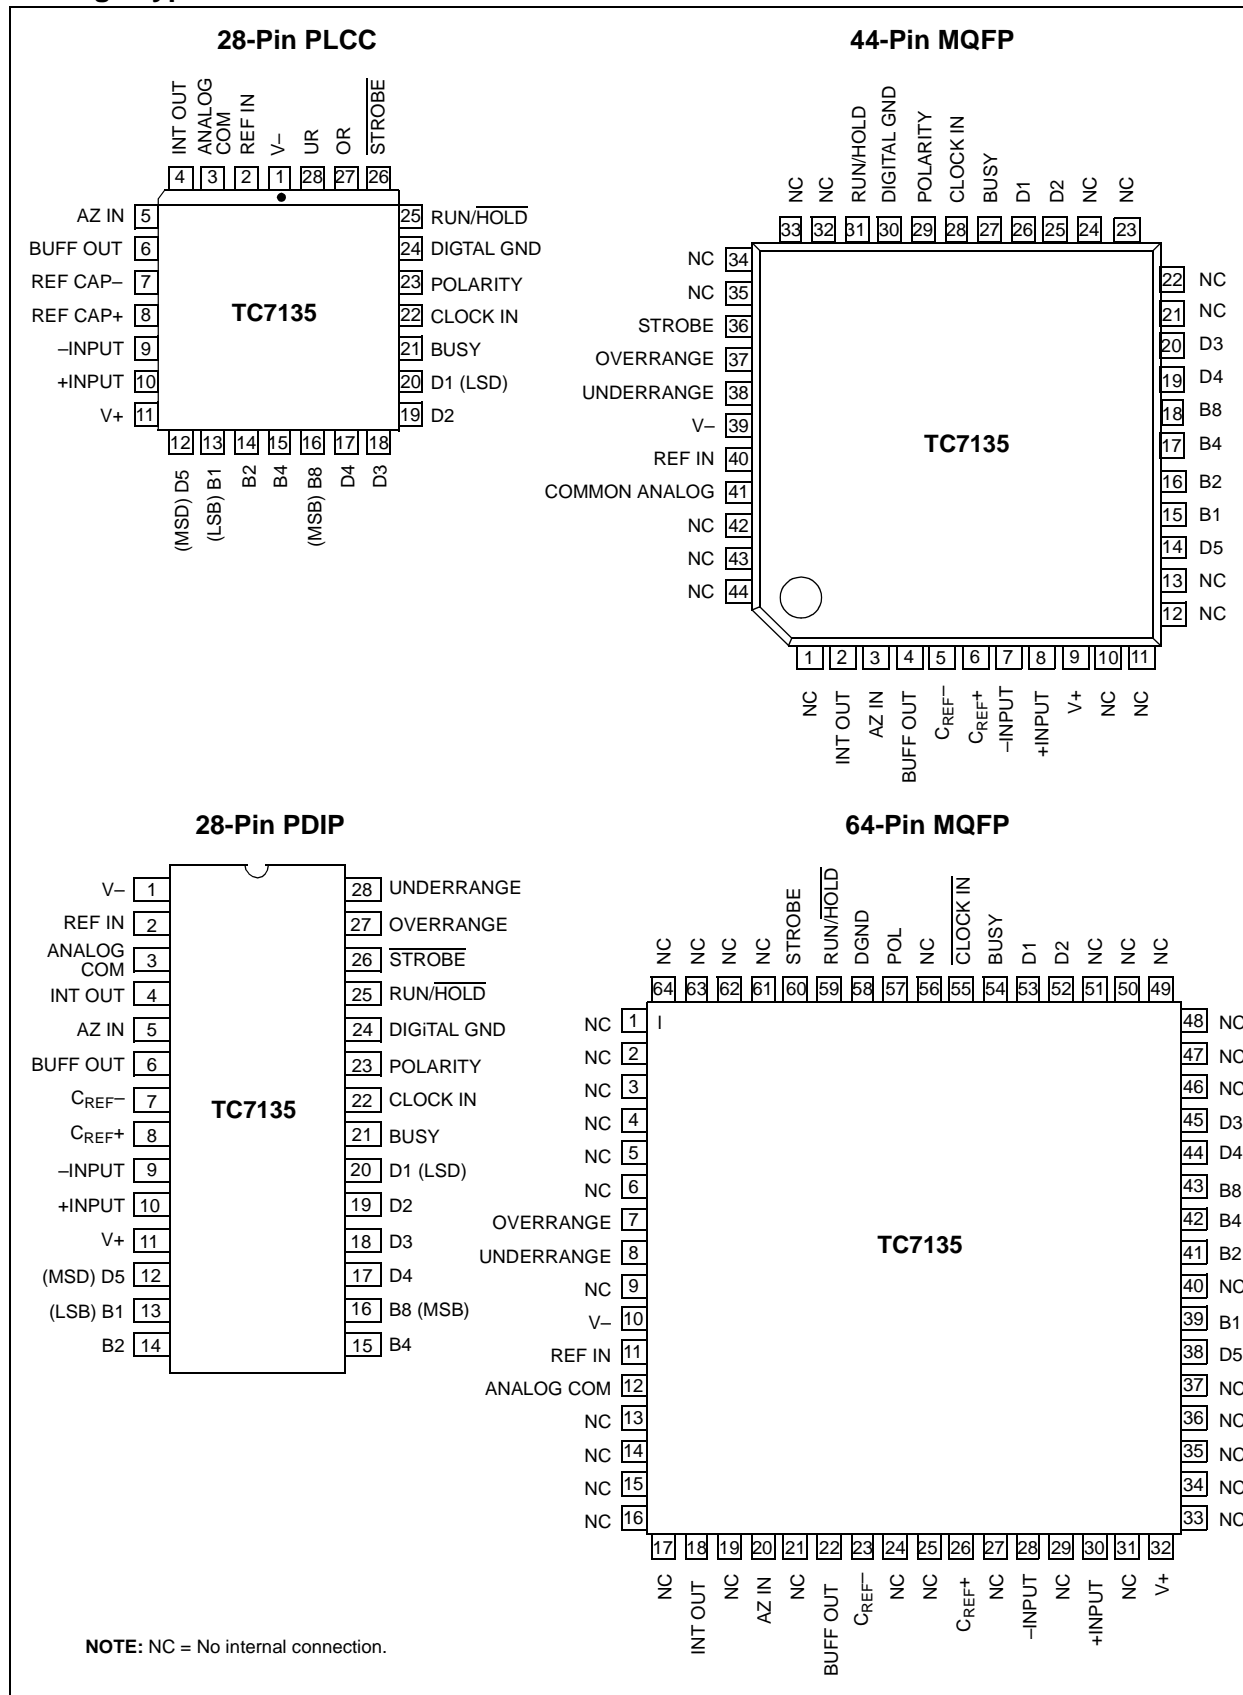 28-Pin PLCC
INT OUT
ANALOG
COM
REF IN
V–
UR
OR
STROBE
4 3 2 1 28 27 26
AZ IN 5
BUFF OUT 6
REF CAP– 7
REF CAP+ 8
–INPUT 9
+INPUT 10
V+ 11
TC7135
25 RUN/HOLD
24 DIGTAL GND
23 POLARITY
22 CLOCK IN
21 BUSY
20 D1 (LSD)
19 D2
12 13 14 15 16 17 18
(MSD) D5
(LSB) B1
B2
B4
(MSB) B8
D4
D3
44-Pin MQFP
NC
NC
RUN/HOLD
DIGITAL GND
POLARITY
CLOCK IN
BUSY
D1
D2
NC
NC
33 32 31 30 29 28 27 26 25 24 23
NC 34
NC 35
STROBE 36
OVERRANGE 37
UNDERRANGE 38
V– 39
REF IN 40
COMMON ANALOG 41
NC 42
NC 43
NC 44
TC7135
22 NC
21 NC
20 D3
19 D4
18 B8
17 B4
16 B2
15 B1
14 D5
13 NC
12 NC
1 2 3 4 5 6 7 8 9 10 11
NC
INT OUT
AZ IN
BUFF OUT
CREF–
CREF+
–INPUT
+INPUT
V+
NC
NC
28-Pin PDIP
V– 1
REF IN 2
ANALOG
COM 3
INT OUT 4
AZ IN 5
BUFF OUT 6
CREF– 7
CREF+ 8
–INPUT 9
+INPUT 10
V+ 11
(MSD) D5 12
(LSB) B1 13
B2 14
TC7135
28 UNDERRANGE
27 OVERRANGE
26 STROBE
25 RUN/HOLD
24 DIGiTAL GND
23 POLARITY
22 CLOCK IN
21 BUSY
20 D1 (LSD)
19 D2
18 D3
17 D4
16 B8 (MSB)
15 B4
64-Pin MQFP
NC
NC
NC
NC
STROBE
RUN/HOLD
DGND
POL
NC
CLOCK IN
BUSY
D1
D2
NC
NC
NC
64 63 62 61 60 59 58 57 56 55 54 53 52 51 50 49
NC 1 I
NC 2
NC 3
NC 4
NC 5
NC 6
OVERRANGE 7
UNDERRANGE 8
NC 9
V– 10
REF IN 11
ANALOG COM 12
NC 13
NC 14
NC 15
NC 16
TC7135
48 NC
47 NC
46 NC
45 D3
44 D4
43 B8
42 B4
41 B2
40 NC
39 B1
38 D5
37 NC
36 NC
35 NC
34 NC
33 NC
17 18 19 20 21 22 23 24 25 26 27 28 29 30 31 32
NC
INT OUT
NC
AZ IN
NC
BUFF OUT
CREF–
NC
NC
CREF+
NC
–INPUT
NC
+INPUT
NC
V+
NOTE: NC = No internal connection.